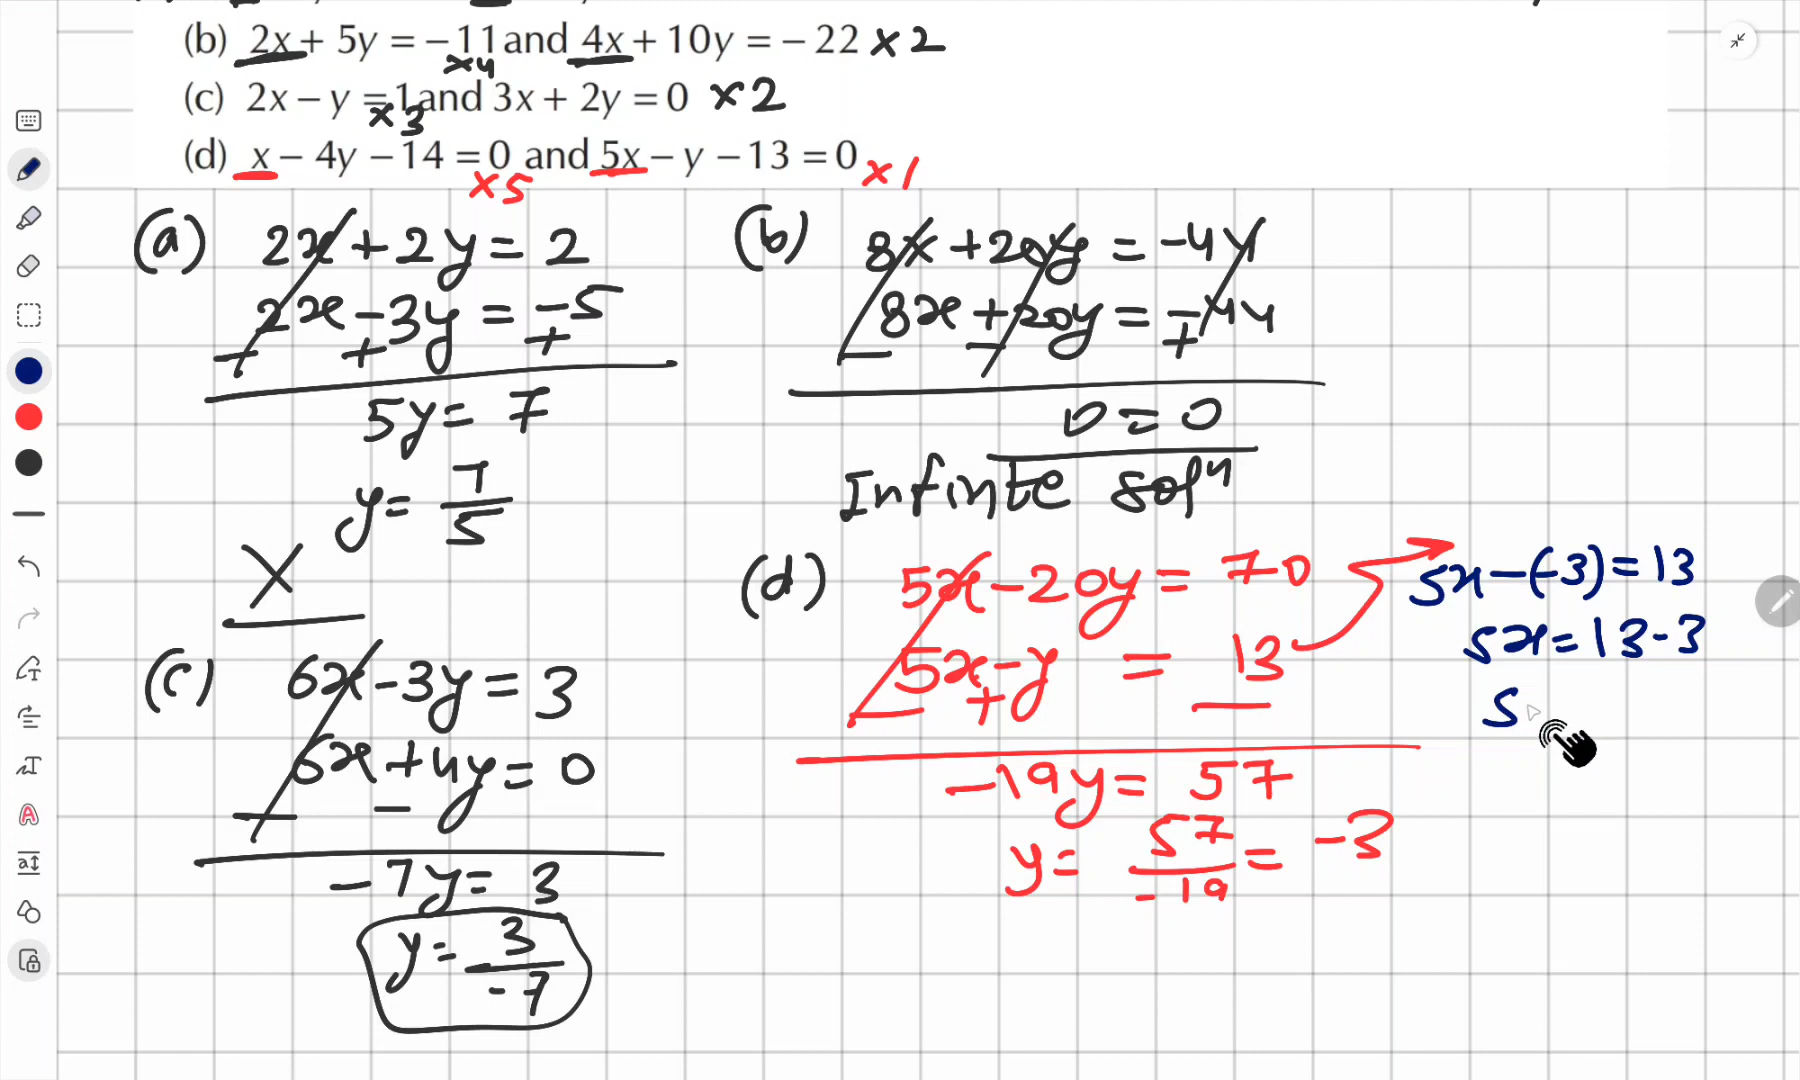 (b) 2x + 5y = – 11 and 4x + 10y = – 22 ×2
×4
(c) 2x – y = 1 and 3x + 2y = 0 ×2
×3
(d) x – 4y – 14 = 0 and 5x – y – 13 = 0 ×1
×5
(a) 2x + 2y = 2
2x – 3y = –5
– + +
5y = 7
y = 7/5
X
(b) 8x + 20y = –44
8x + 20y = –44
– – +
0 = 0
Infinte solⁿ
(c) 6x – 3y = 3
6x + 4y = 0
– –
–7y = 3
y = 3/-7
(d) 5x – 20y = 70
5x – y = 13
– + –
–19y = 57
y = 57/-19 = –3
5x – (–3) = 13
5x = 13 - 3
5